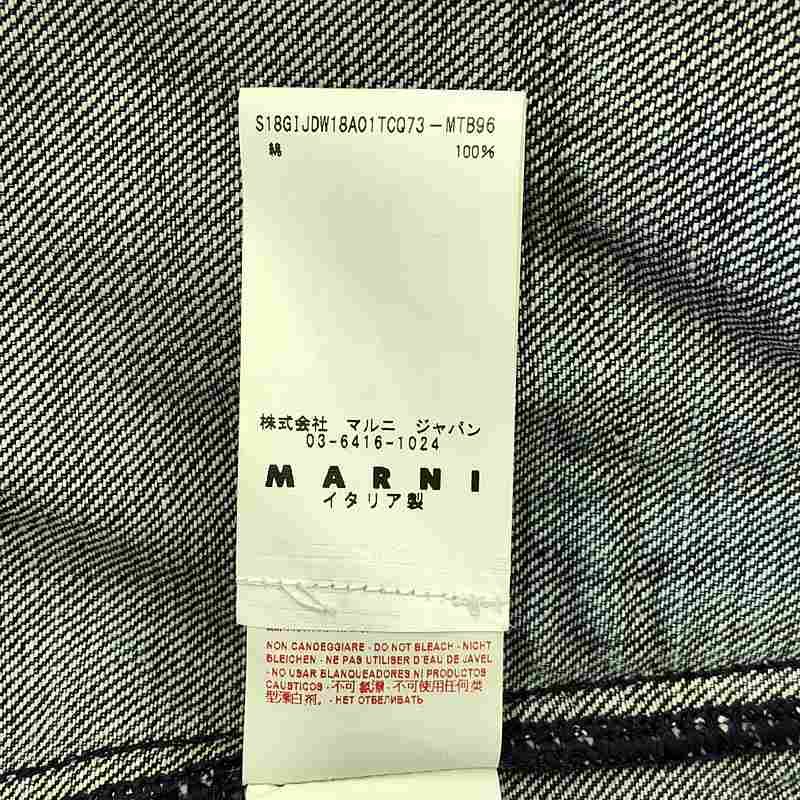 S18GIJDW18A01TCQ73-MTB96
綿 100%
株式会社 マルニ ジャパン
03-6416-1024
MARNI
イタリア製
NON CANDEGGIARE - DO NOT BLEACH - NICHT
BLEICHEN - NE PAS UTILISER D'EAU DE JAVEL
- NO USAR BLANQUEADORES NI PRODUCTOS
CAUSTICOS - 不可氯漂 - 不可使用任何类
型漂白剂. - НЕТ ОТБЕЛИВАТЬ